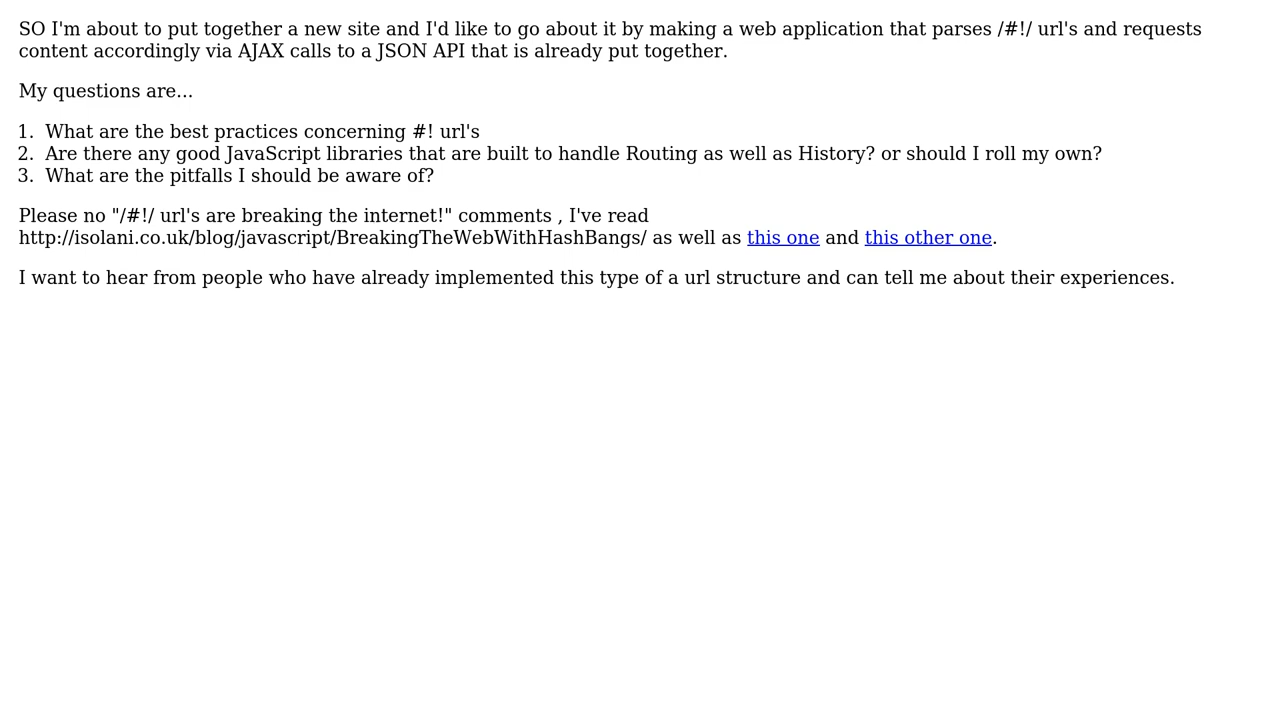 SO I'm about to put together a new site and I'd like to go about it by making a web application that parses /#!/ url's and requests
content accordingly via AJAX calls to a JSON API that is already put together.
My questions are...
1. What are the best practices concerning #! url's
2. Are there any good JavaScript libraries that are built to handle Routing as well as History? or should I roll my own?
3. What are the pitfalls I should be aware of?
Please no "/#!/ url's are breaking the internet!" comments , I've read
http://isolani.co.uk/blog/javascript/BreakingTheWebWithHashBangs/ as well as this one and this other one.
I want to hear from people who have already implemented this type of a url structure and can tell me about their experiences.